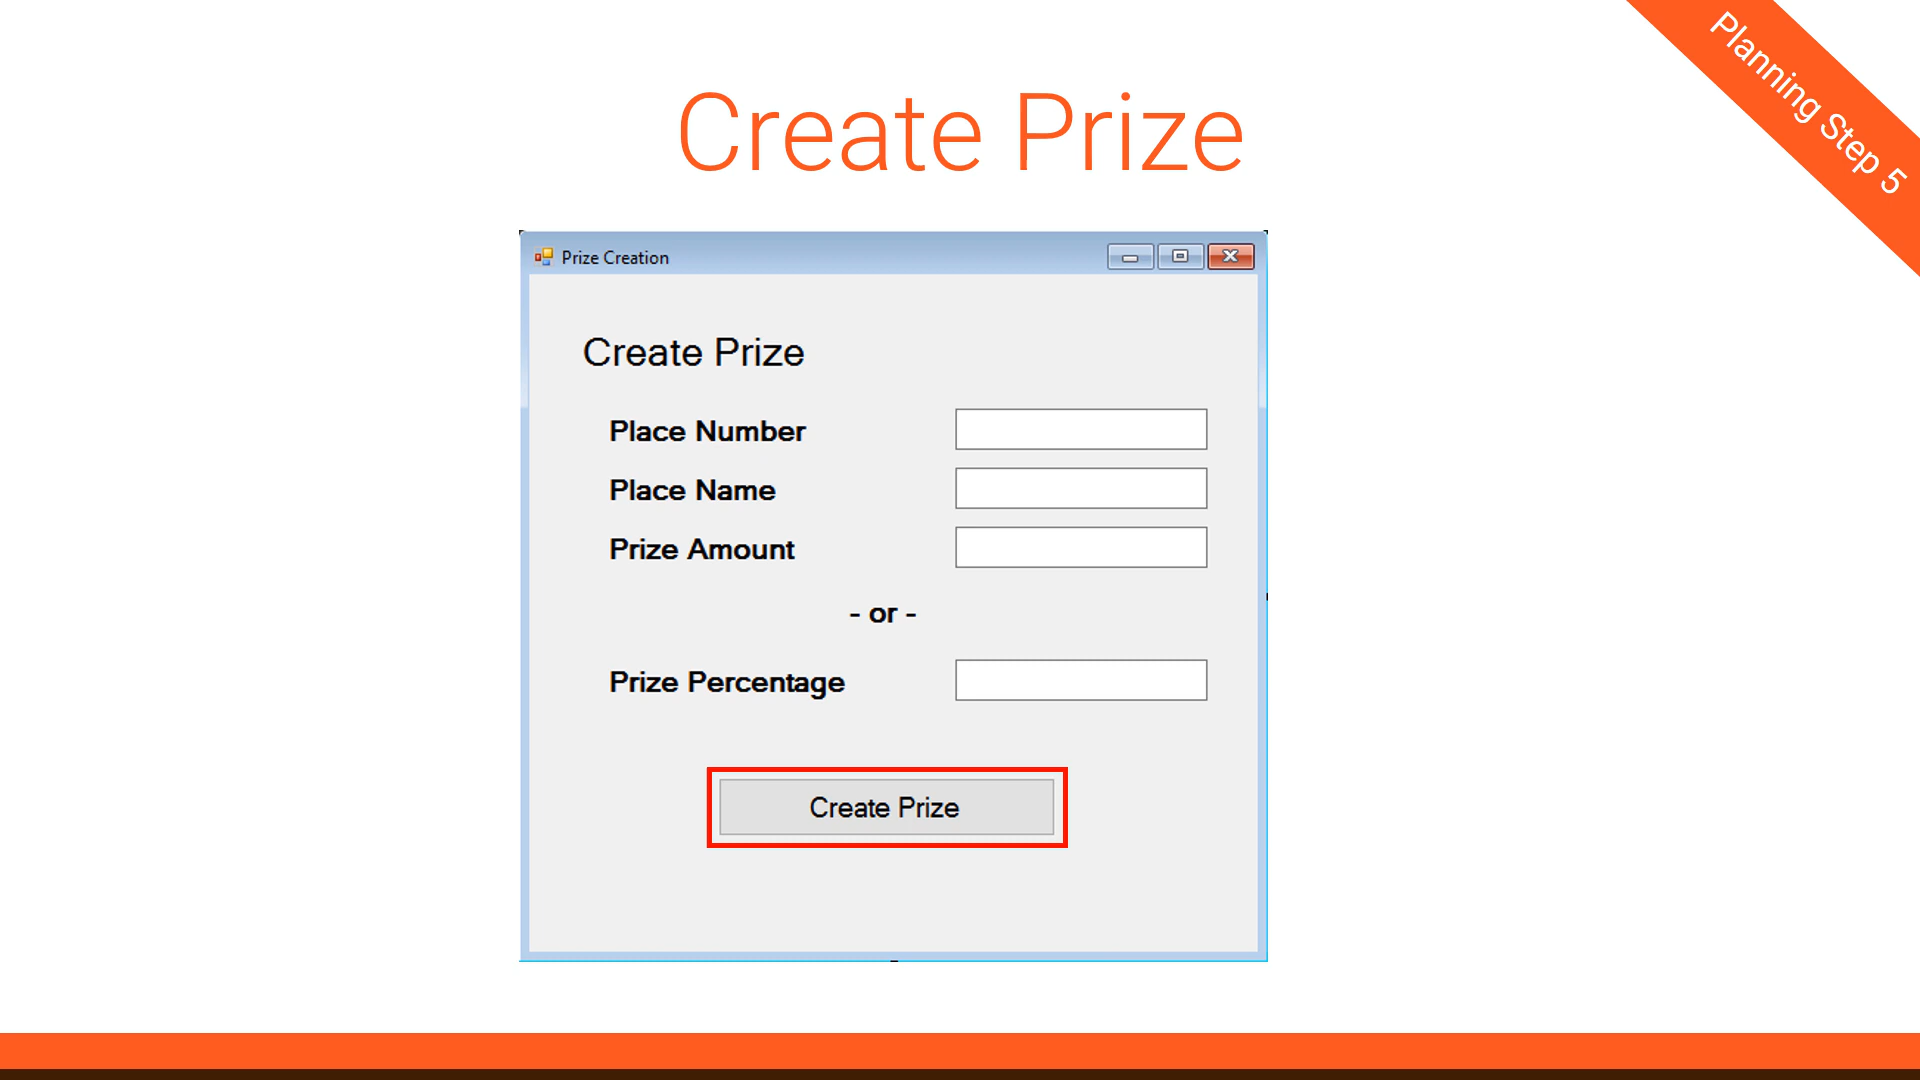 Planning Step 5
Create Prize
Prize Creation
Create Prize
Place Number
Place Name
Prize Amount
- or -
Prize Percentage
Create Prize